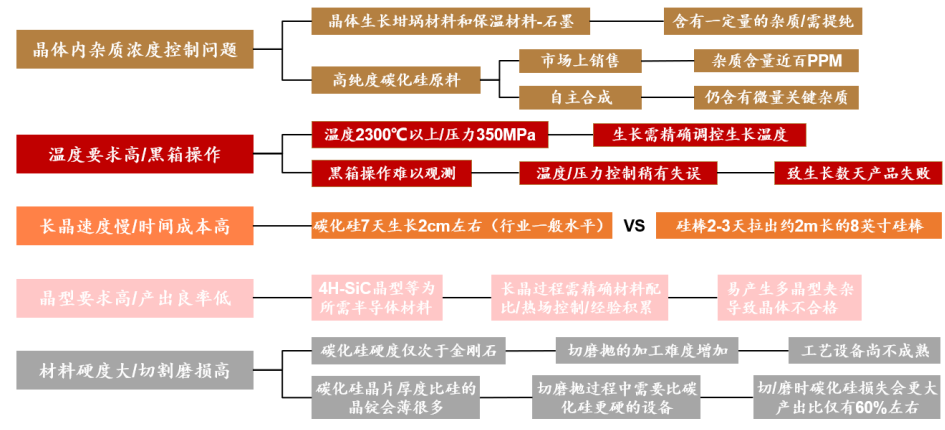 晶体内杂质浓度控制问题
晶体生长坩埚材料和保温材料-石墨
含有一定量的杂质/需提纯
高纯度碳化硅原料
市场上销售
杂质含量近百PPM
自主合成
仍含有微量关键杂质
温度要求高/黑箱操作
温度2300℃以上/压力350MPa
生长需精确调控生长温度
黑箱操作难以观测
温度/压力控制稍有失误
致生长数天产品失败
长晶速度慢/时间成本高
碳化硅7天生长2cm左右（行业一般水平）
VS
硅棒2-3天拉出约2m长的8英寸硅棒
晶型要求高/产出良率低
4H-SiC晶型等为
所需半导体材料
长晶过程需精确材料配
比/热场控制/经验积累
易产生多晶型夹杂
导致晶体不合格
材料硬度大/切割磨损高
碳化硅硬度仅次于金刚石
切磨抛的加工难度增加
工艺设备尚不成熟
碳化硅晶片厚度比硅的
晶锭会薄很多
切磨抛过程中需要比碳
化硅更硬的设备
切/磨时碳化硅损失会更大
产出比仅有60%左右